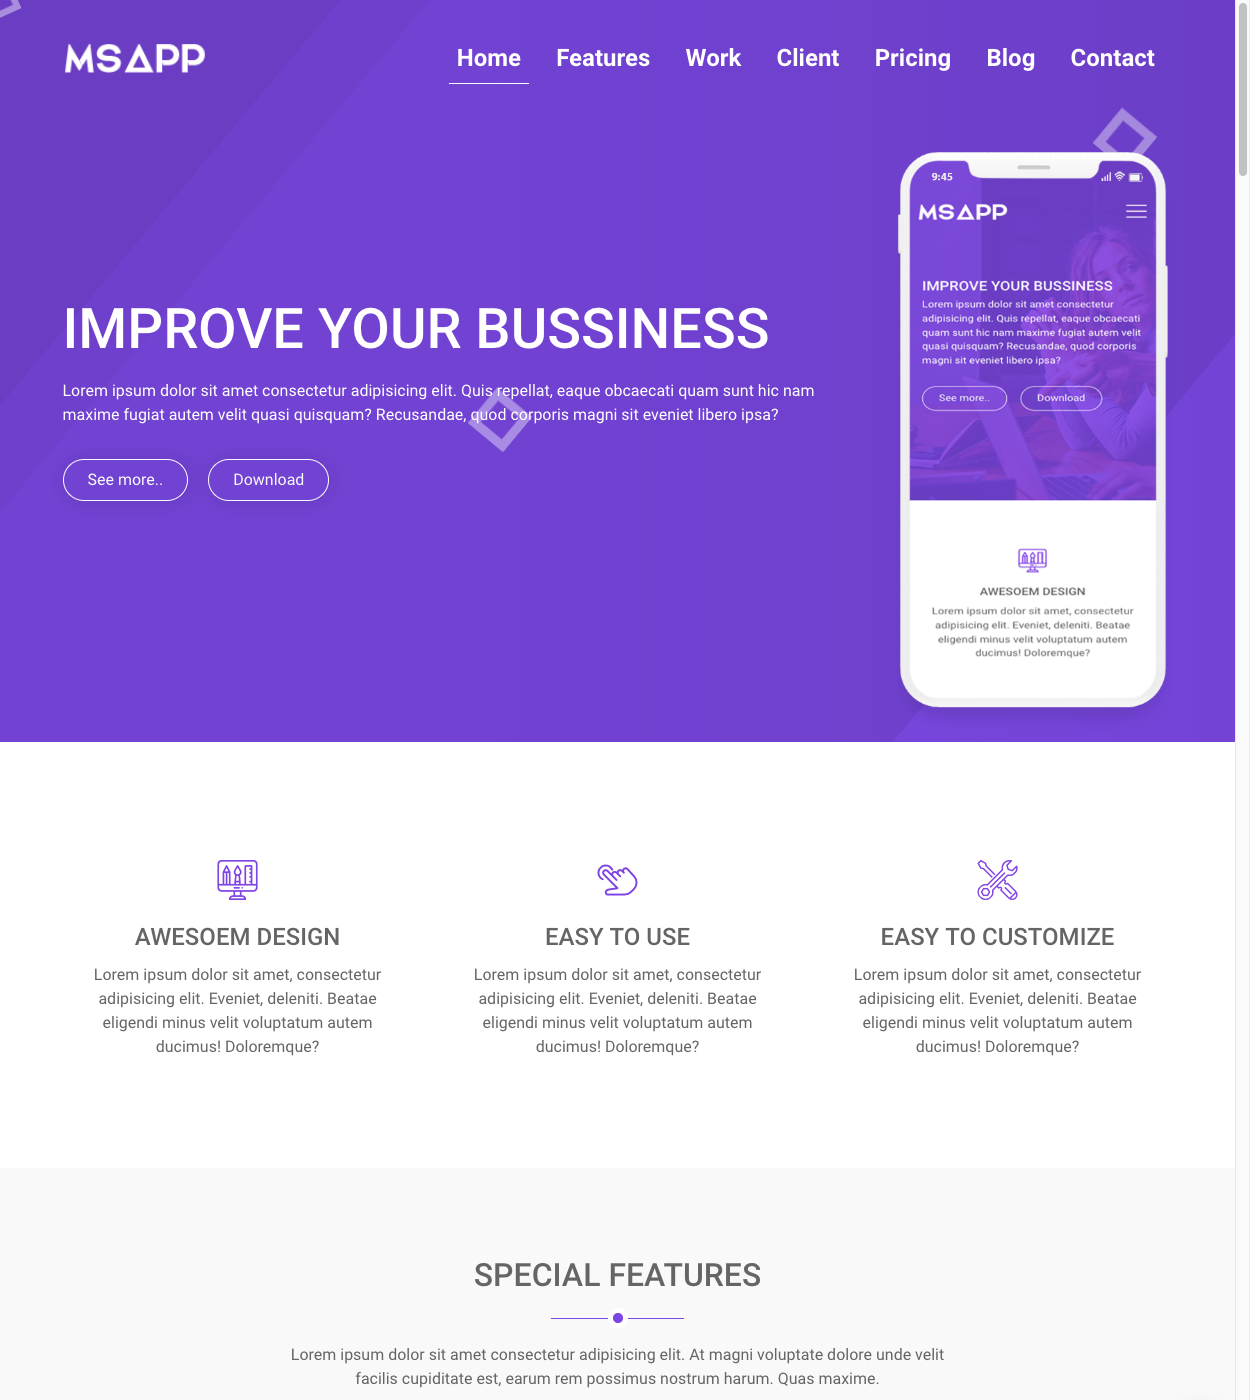 MSAPP
Home Features Work Client Pricing Blog Contact
IMPROVE YOUR BUSSINESS
Lorem ipsum dolor sit amet consectetur adipisicing elit. Quis repellat, eaque obcaecati quam sunt hic nam
maxime fugiat autem velit quasi quisquam? Recusandae, quod corporis magni sit eveniet libero ipsa?
See more.. Download
9:45
MSAPP
IMPROVE YOUR BUSSINESS
Lorem ipsum dolor sit amet consectetur
adipisicing elit. Quis repellat, eaque obcaecati
quam sunt hic nam maxime fugiat autem velit
quasi quisquam? Recusandae, quod corporis
magni sit eveniet libero ipsa?
See more.. Download
AWESOEM DESIGN
Lorem ipsum dolor sit amet, consectetur
adipisicing elit. Eveniet, deleniti. Beatae
eligendi minus velit voluptatum autem
ducimus! Doloremque?
AWESOEM DESIGN
Lorem ipsum dolor sit amet, consectetur
adipisicing elit. Eveniet, deleniti. Beatae
eligendi minus velit voluptatum autem
ducimus! Doloremque?
EASY TO USE
Lorem ipsum dolor sit amet, consectetur
adipisicing elit. Eveniet, deleniti. Beatae
eligendi minus velit voluptatum autem
ducimus! Doloremque?
EASY TO CUSTOMIZE
Lorem ipsum dolor sit amet, consectetur
adipisicing elit. Eveniet, deleniti. Beatae
eligendi minus velit voluptatum autem
ducimus! Doloremque?
SPECIAL FEATURES
Lorem ipsum dolor sit amet consectetur adipisicing elit. At magni voluptate dolore unde velit
facilis cupiditate est, earum rem possimus nostrum harum. Quas maxime.